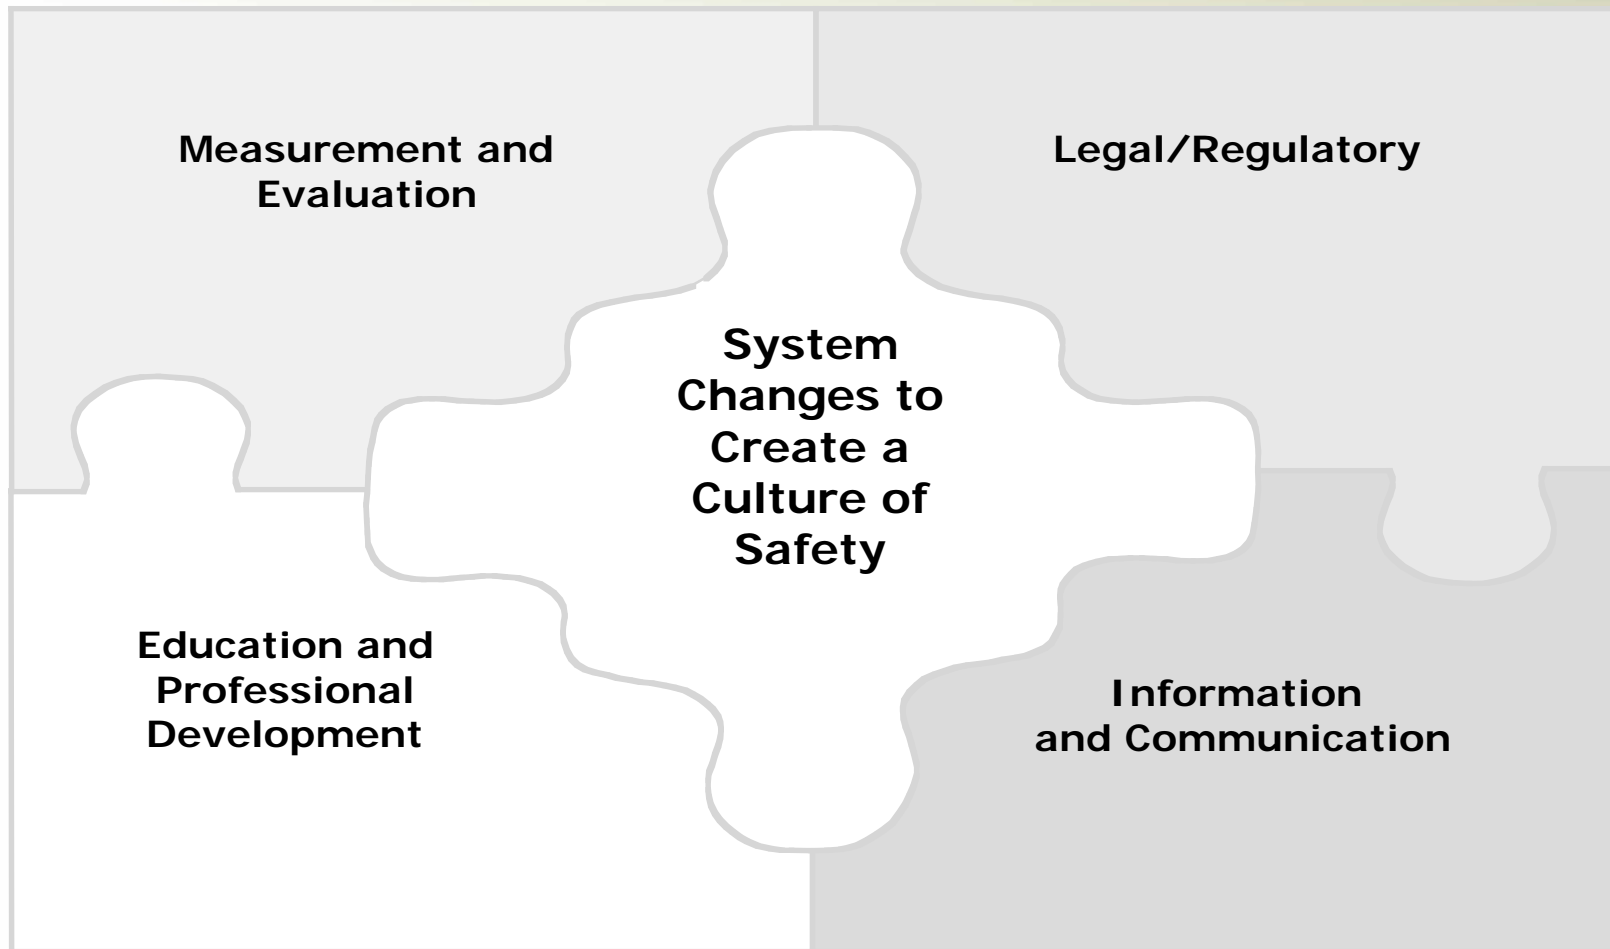 Measurement and
Evaluation
Legal/Regulatory
System
Changes to
Create a
Culture of
Safety
Education and
Professional
Development
Information
and Communication